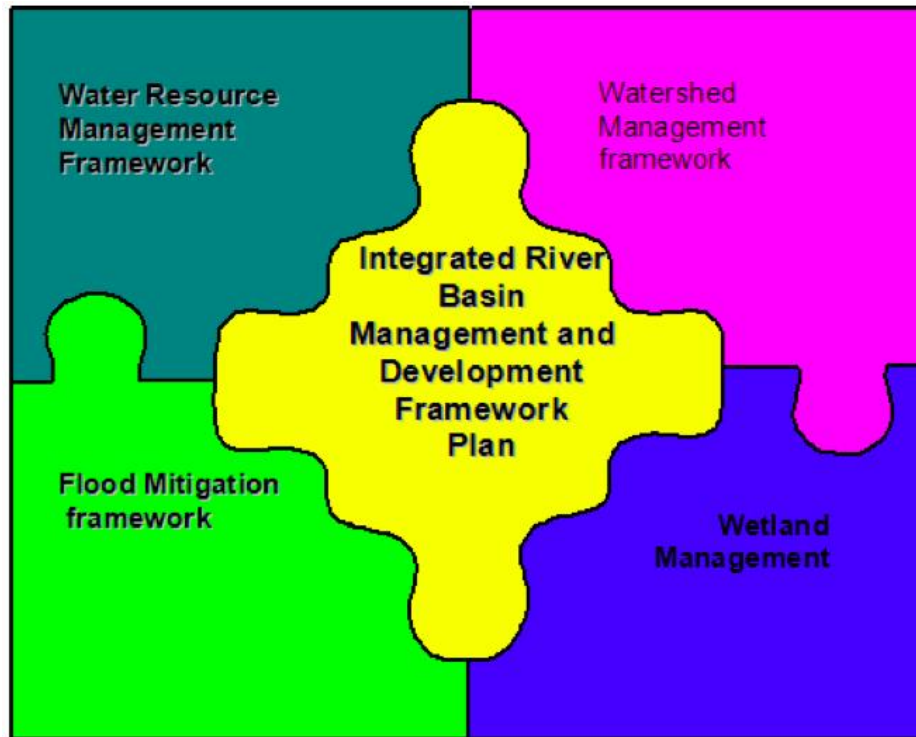 Water Resource
Management
Framework
Watershed
Management
framework
Integrated River
Basin
Management and
Development
Framework
Plan
Flood Mitigation
framework
Wetland
Management